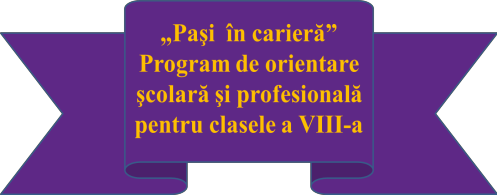 „Paşi în carieră”
Program de orientare
şcolară şi profesională
pentru clasele a VIII-a